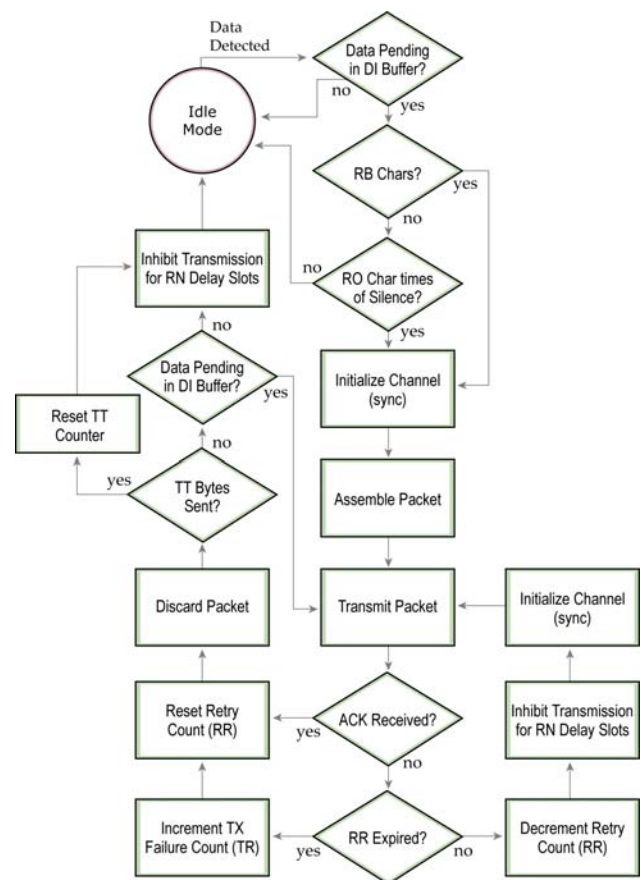 Data
Detected
Data Pending
in DI Buffer?
no
yes
Idle
Mode
RB Chars?
yes
no
Inhibit Transmission
for RN Delay Slots
no
RO Char times
of Silence?
yes
no
Data Pending
in DI Buffer?
yes
Initialize Channel
(sync)
Reset TT
Counter
no
yes
TT Bytes
Sent?
Assemble Packet
Discard Packet
Transmit Packet
Initialize Channel
(sync)
Reset Retry
Count (RR)
yes
ACK Received?
no
Inhibit Transmission
for RN Delay Slots
Increment TX
Failure Count (TR)
yes
RR Expired?
no
Decrement Retry
Count (RR)